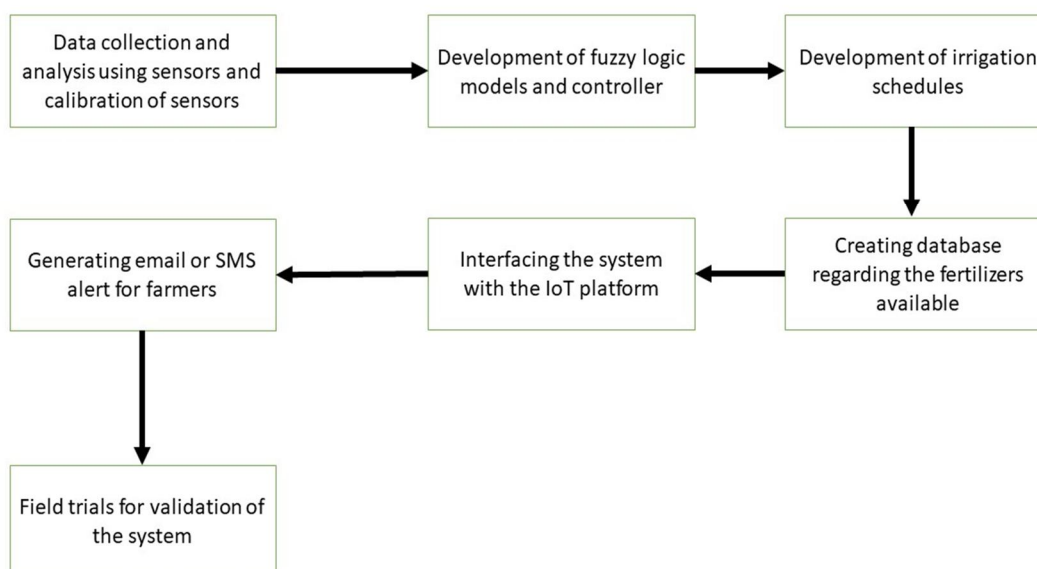 Data collection and
analysis using sensors and
calibration of sensors
Development of fuzzy logic
models and controller
Development of irrigation
schedules
Creating database
regarding the fertilizers
available
Interfacing the system
with the IoT platform
Generating email or SMS
alert for farmers
Field trials for validation of
the system